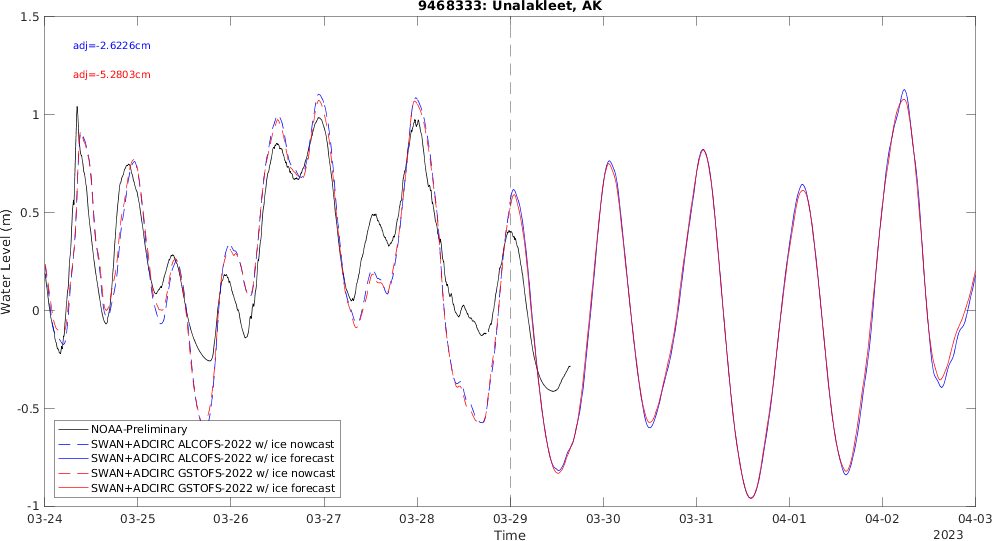 9468333: Unalakleet, AK
adj=-2.6226cm
adj=-5.2803cm
Water Level (m)
1.5
1
0.5
0
-0.5
-1
NOAA-Preliminary
SWAN+ADCIRC ALCOFS-2022 w/ ice nowcast
SWAN+ADCIRC ALCOFS-2022 w/ ice forecast
SWAN+ADCIRC GSTOFS-2022 w/ ice nowcast
SWAN+ADCIRC GSTOFS-2022 w/ ice forecast
03-24 03-25 03-26 03-27 03-28 03-29 03-30 03-31 04-01 04-02 04-03
Time
2023